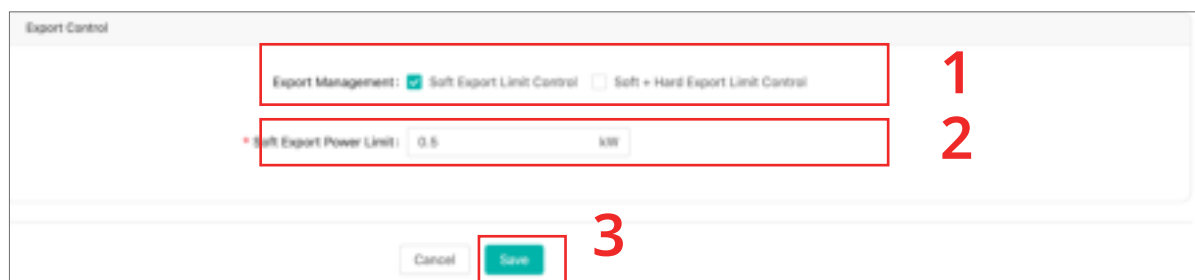 Export Control
Export Management: Soft Export Limit Control Soft + Hard Export Limit Control
1
* Soft Export Power Limit: 0.5 kW
2
Cancel Save
3